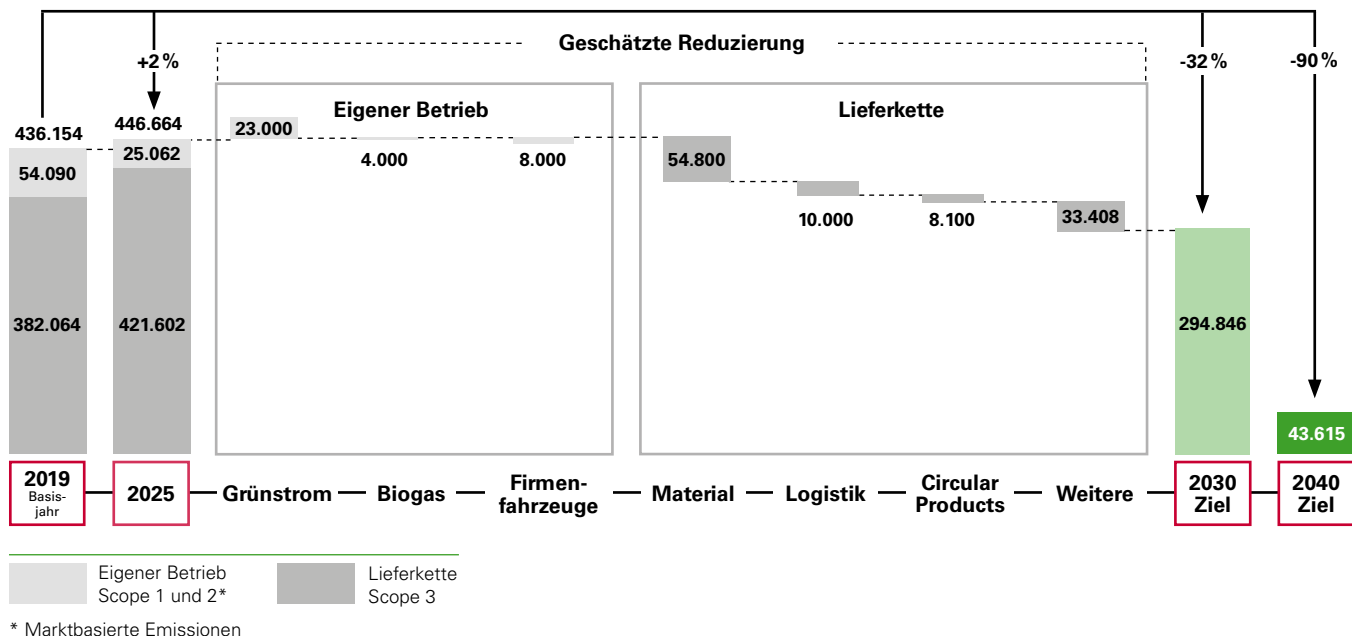 Geschätzte Reduzierung
+2 %
-32 %
-90 %
Eigener Betrieb
Lieferkette
436.154
446.664
54.090
25.062
382.064
421.602
23.000
4.000
8.000
54.800
10.000
8.100
33.408
294.846
43.615
2019
Basis-
jahr
2025
Grünstrom
Biogas
Firmen-
fahrzeuge
Material
Logistik
Circular
Products
Weitere
2030
Ziel
2040
Ziel
Eigener Betrieb
Scope 1 und 2*
Lieferkette
Scope 3
* Marktbasierte Emissionen